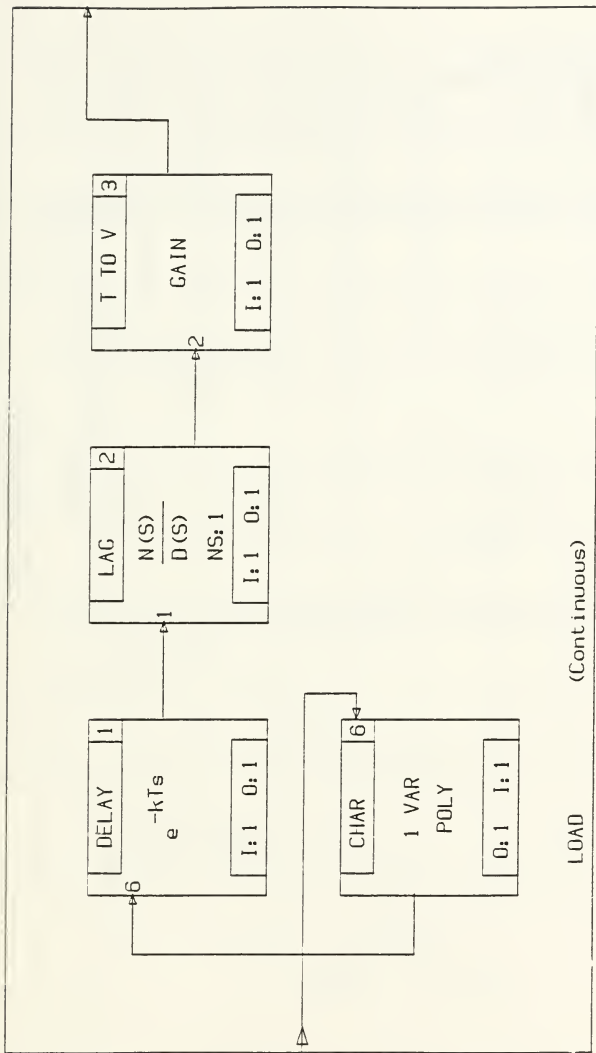 DELAY 1
6
e^-kTs
I: 1 O: 1
LAG 2
1
N(S)
D(S)
NS: 1
I: 1 O: 1
T TO V 3
2
GAIN
I: 1 O: 1
CHAR 6
1 VAR
POLY
O: 1 I: 1
LOAD (Continuous)